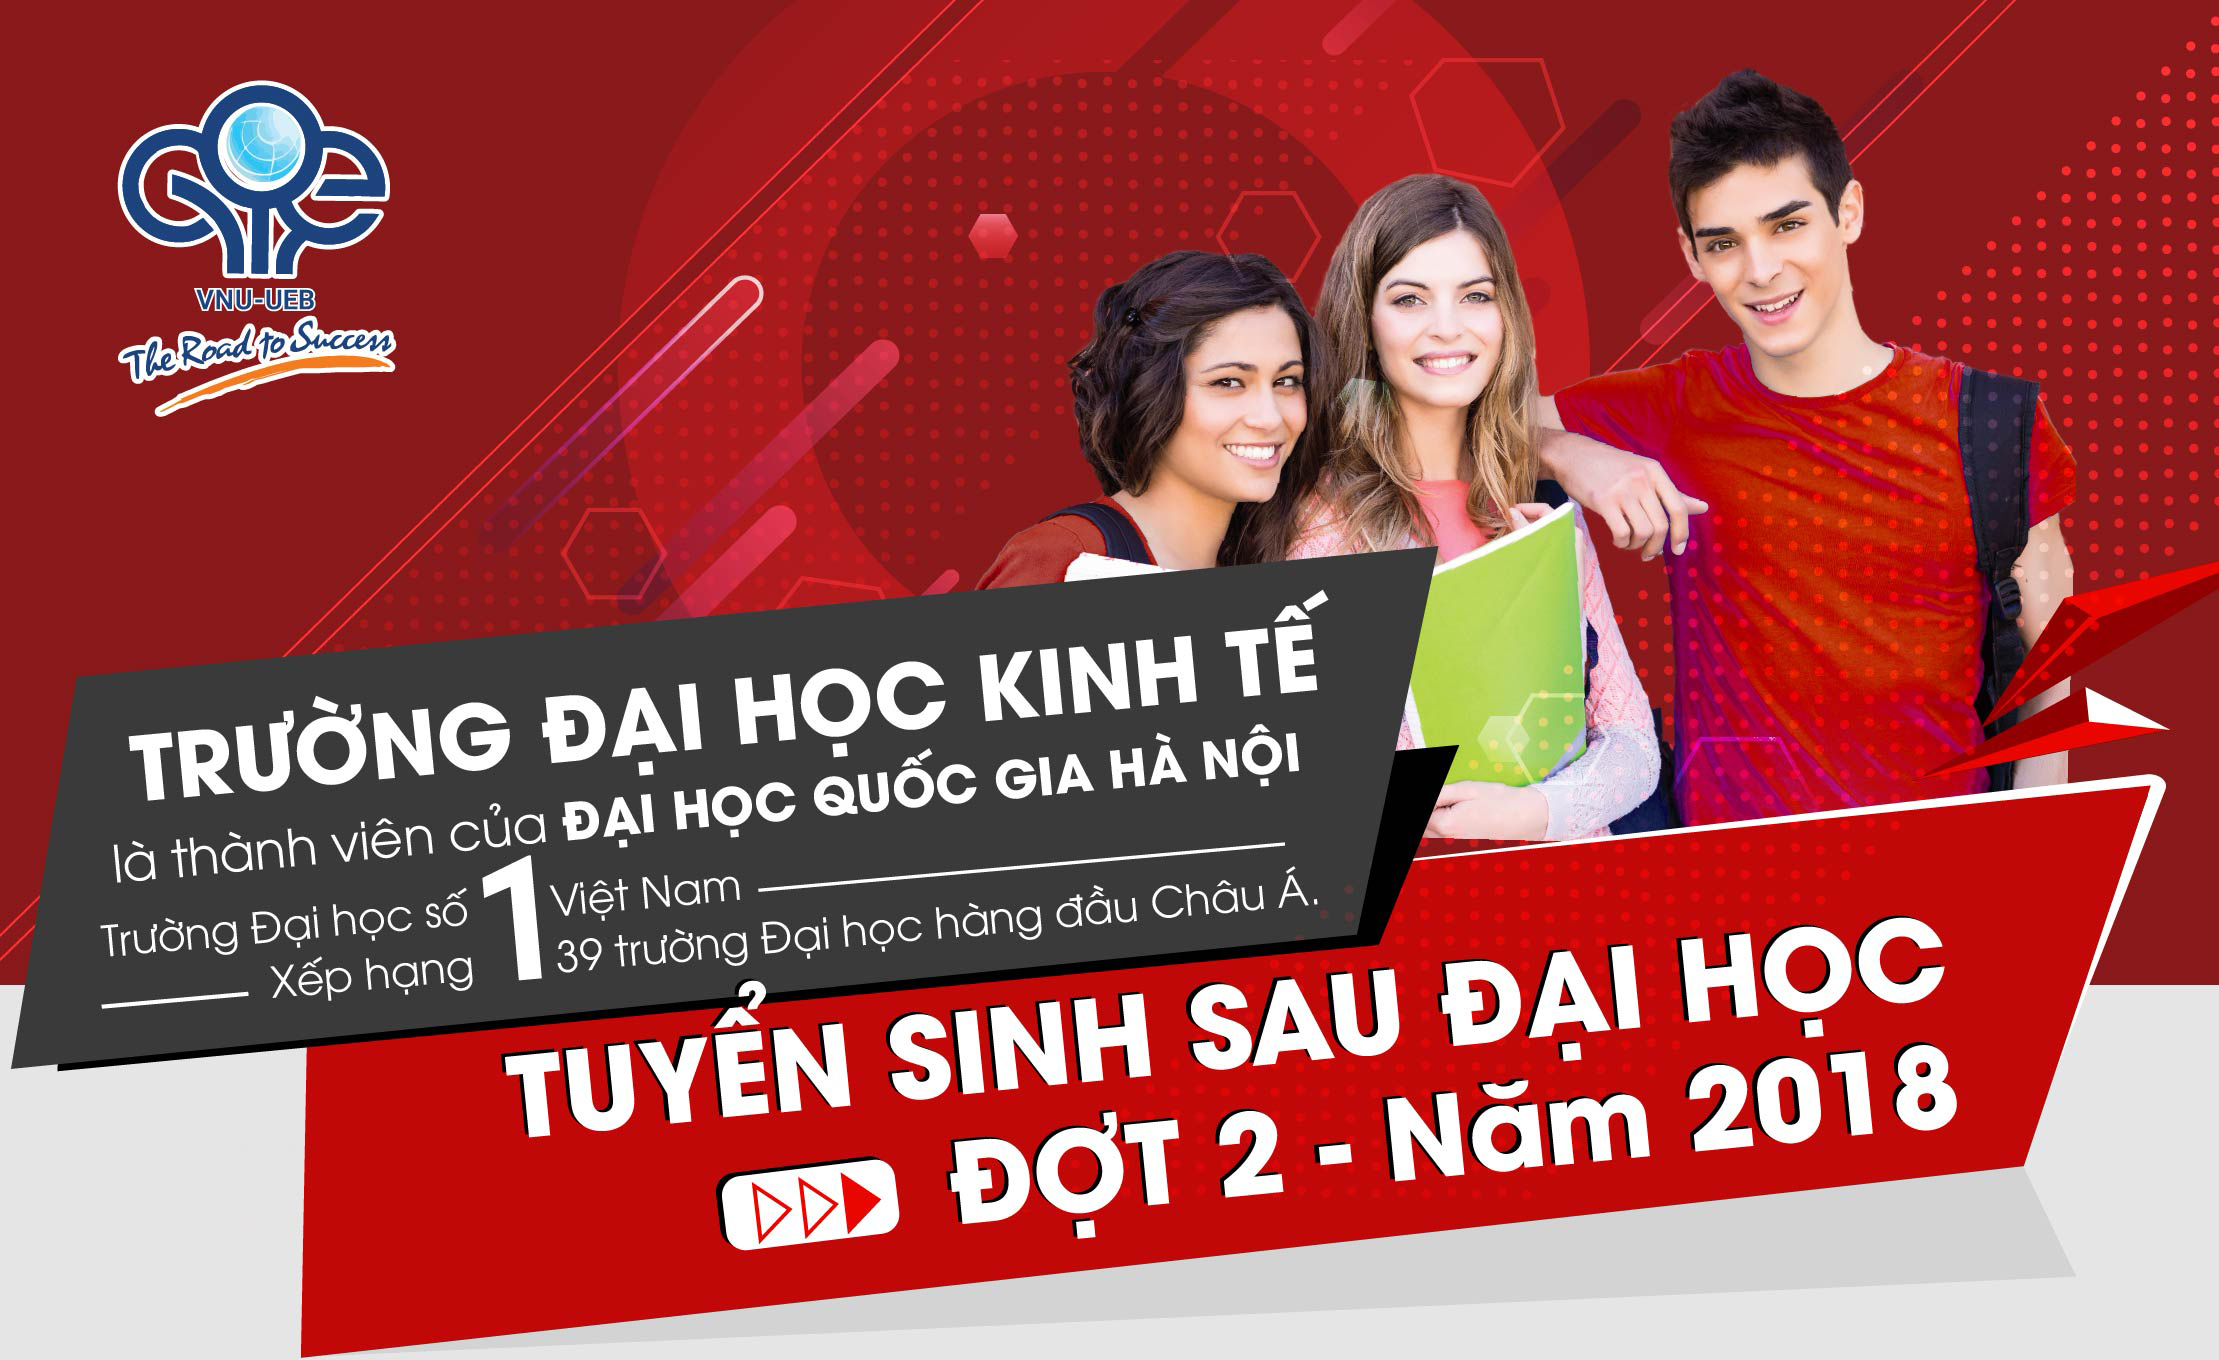 VNU-UEB
The Road to Success
TRƯỜNG ĐẠI HỌC KINH TẾ
là thành viên của ĐẠI HỌC QUỐC GIA HÀ NỘI
Trường Đại học số 1 Việt Nam
Xếp hạng 139 trường Đại học hàng đầu Châu Á.
TUYỂN SINH SAU ĐẠI HỌC
ĐỢT 2 - Năm 2018